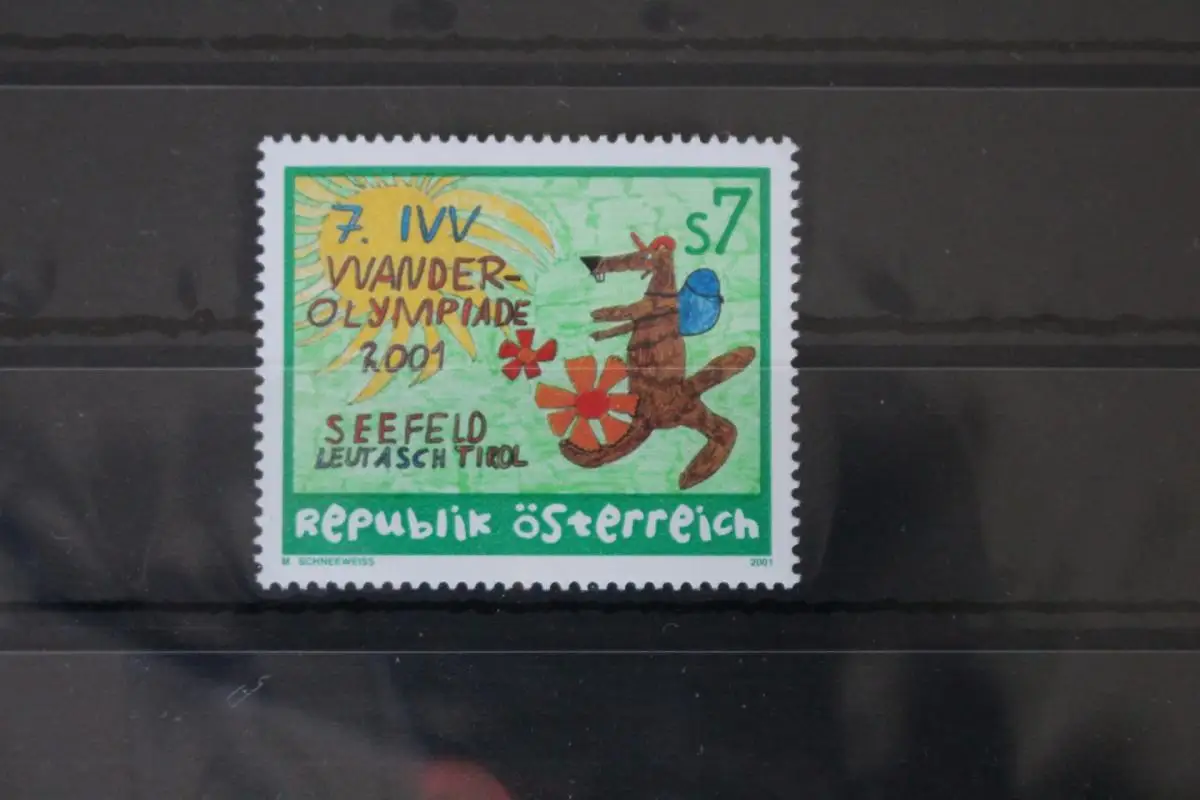 7. IVV
WANDER-
OLYMPIADE
2001
S7
SEEFELD
LEUTASCH TIROL
Republik Österreich
M. SCHNEEWEISS
2001